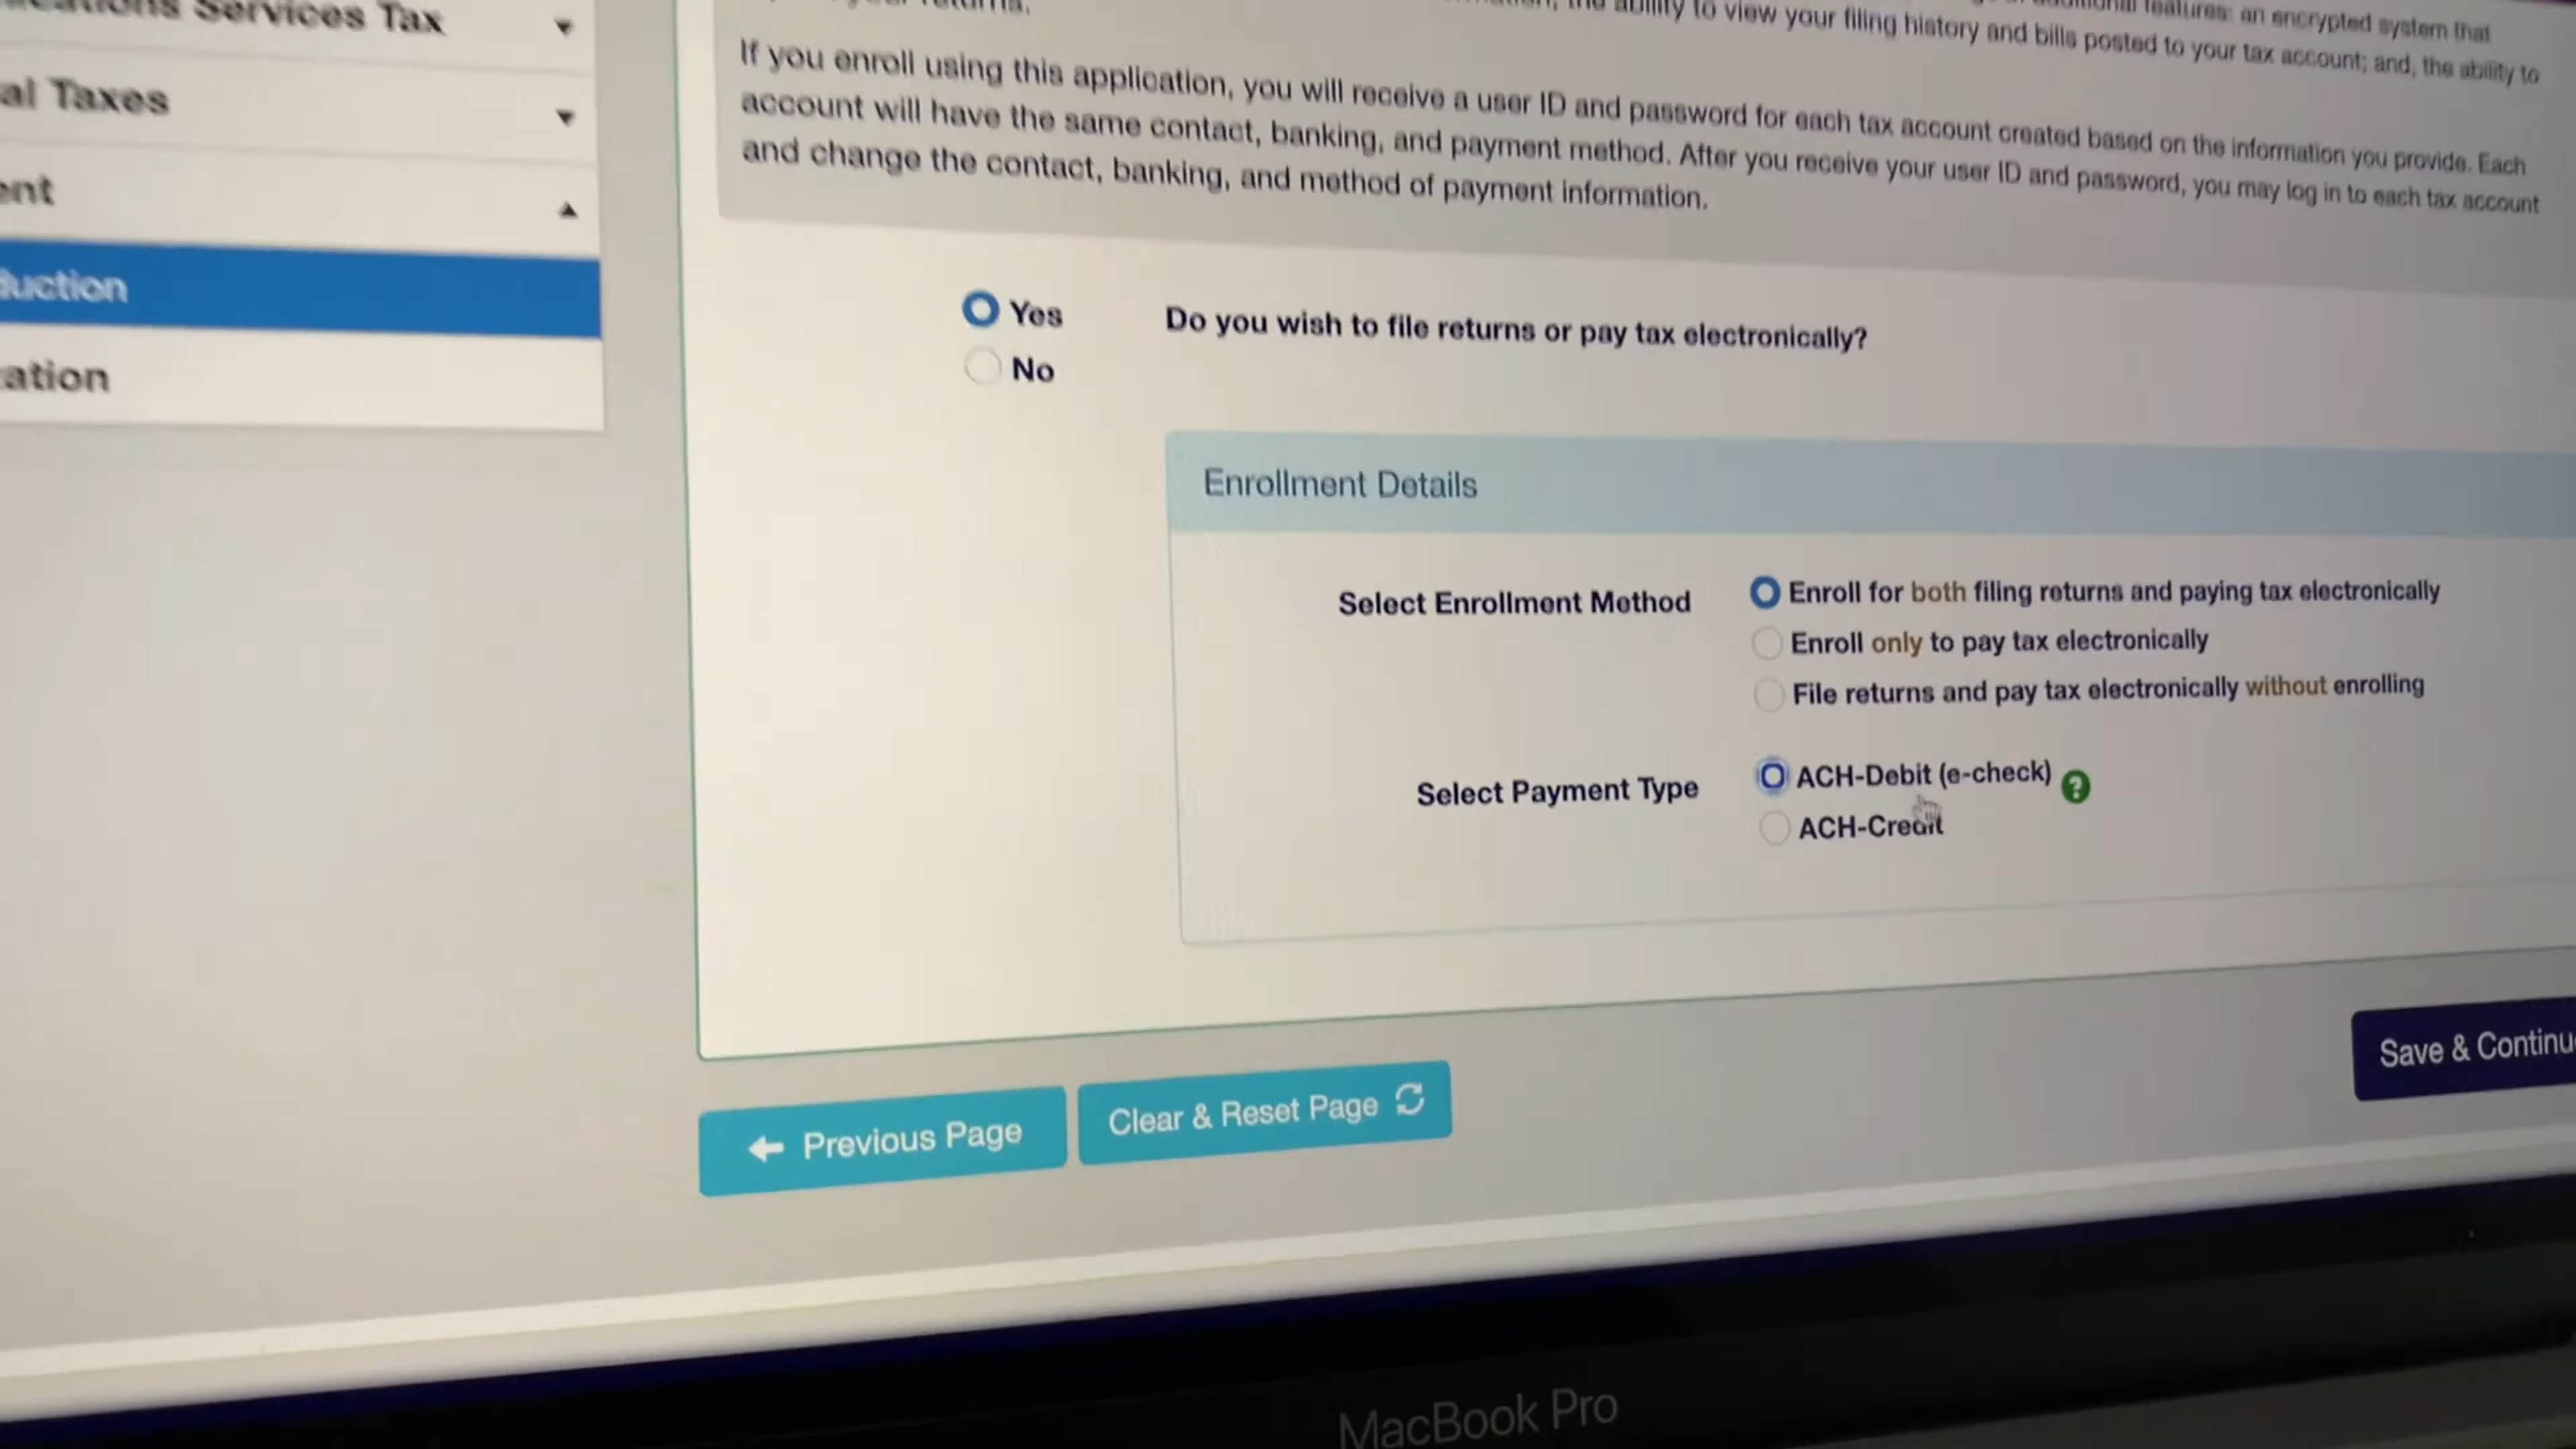 Services Tax
al Taxes
ent
duction
ation
additional features: an encrypted system that
the ability to view your filing history and bills posted to your tax account; and, the ability to
If you enroll using this application, you will receive a user ID and password for each tax account created based on the information you provide. Each
account will have the same contact, banking, and payment method. After you receive your user ID and password, you may log in to each tax account
and change the contact, banking, and method of payment information.
Yes
No
Do you wish to file returns or pay tax electronically?
Enrollment Details
Select Enrollment Method
Enroll for both filing returns and paying tax electronically
Enroll only to pay tax electronically
File returns and pay tax electronically without enrolling
Select Payment Type
ACH-Debit (e-check) ?
ACH-Credit
Previous Page
Clear & Reset Page
Save & Continu
MacBook Pro